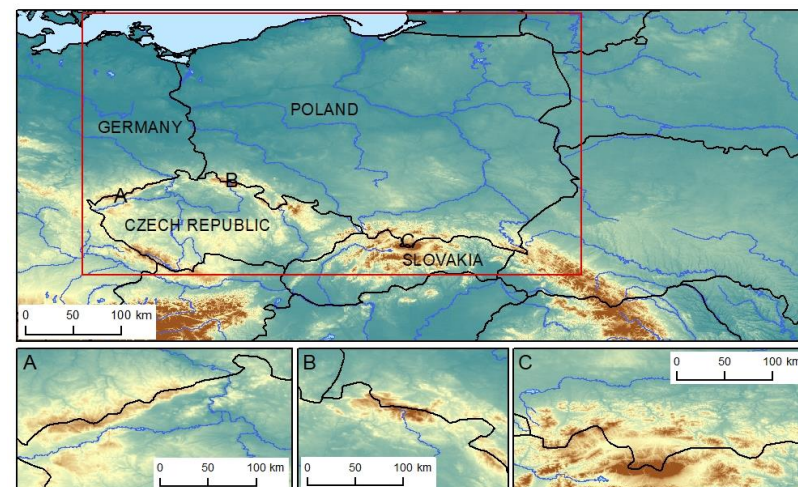 POLAND
GERMANY
A
B
CZECH REPUBLIC
C
SLOVAKIA
0 50 100 km
A
B
C
0 50 100 km
0 50 100 km
0 50 100 km